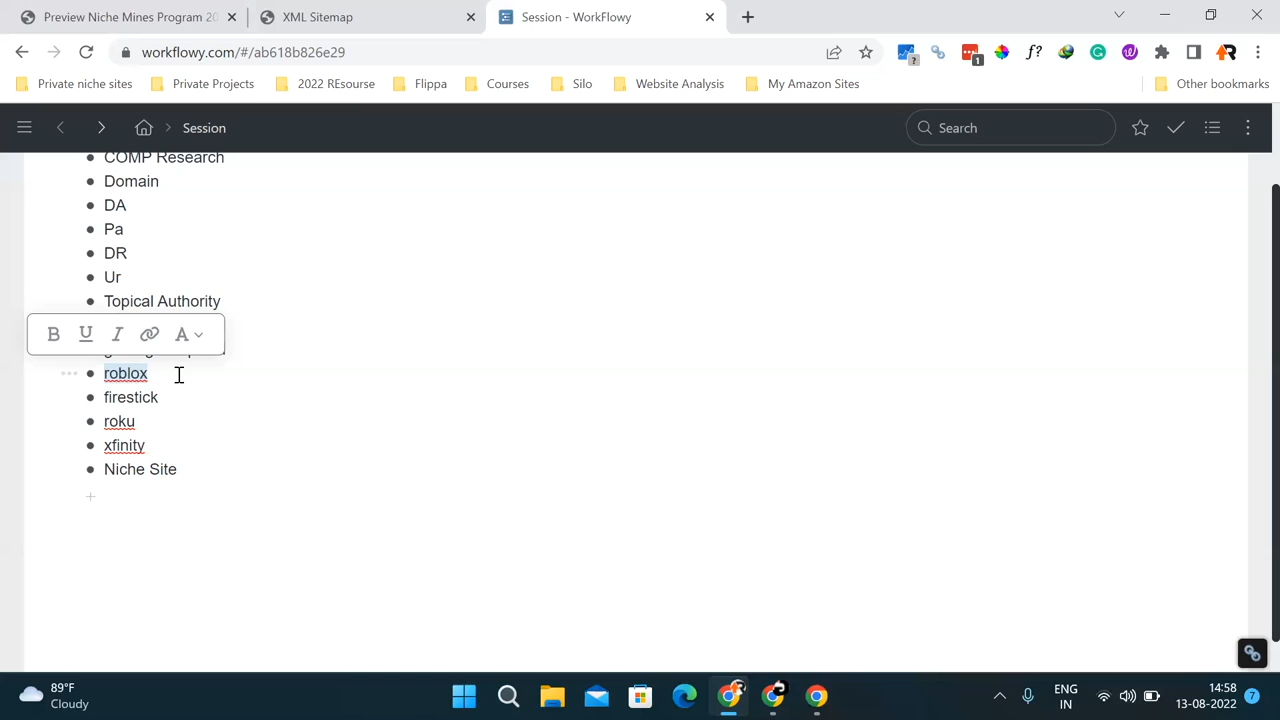 Preview Niche Mines Program 20
XML Sitemap
Session - WorkFlowy
workflowy.com/#/ab618b826e29
Private niche sites
Private Projects
2022 REsourse
Flippa
Courses
Silo
Website Analysis
My Amazon Sites
Other bookmarks
Session
Search
COMP Research
Domain
DA
Pa
DR
Ur
Topical Authority
B U I A
roblox
firestick
roku
xfinity
Niche Site
89°F
Cloudy
ENG
IN
14:58
13-08-2022
7